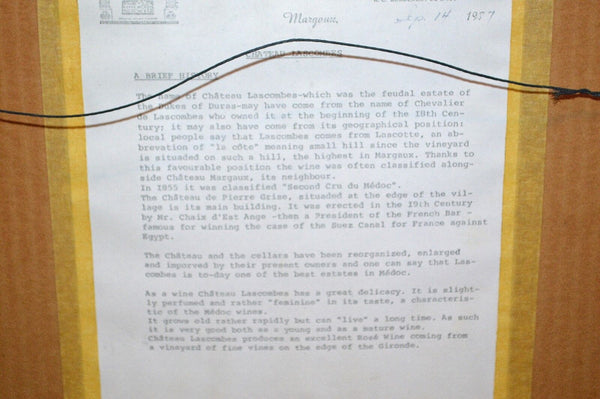 Margaux,
Sep. 14 1957
CHATEAU LASCOMBES
A BRIEF HISTORY
The name of Château Lascombes-which was the feudal estate of
the Dukes of Duras-may have come from the name of Chevalier
de Lascombes who owned it at the beginning of the I8th Cen-
tury; it may also have come from its geographical position:
local people say that Lascombes comes from Lascotte, an ab-
brevation of "la côte" meaning small hill since the vineyard
is situated on such a hill, the highest in Margaux. Thanks to
this favourable position the wine was often classified along-
side Château Margaux, its neighbour.
In I855 it was classified "Second Cru du Médoc".
The Château de Pierre Grise, situaded at the edge of the vil-
lage is its main building. It was erected in the I9th Century
by Mr. Chaix d'Est Ange -then a President of the French Bar -
famous for winning the case of the Suez Canal for France against
Egypt.
The Château and the cellars have been reorganized, enlarged
and imporved by their present owners and one can say that Las-
combes is to-day one of the best estates in Médoc.
As a wine Château Lascombes has a great delicacy. It is slight-
ly perfumed and rather "feminine" in its taste, a characteris-
tic of the Médoc wines.
It grows old rather rapidly but can "live" a long time. As such
it is very good both as a young and as a mature wine.
Château Lascombes produces an excellent Rosé Wine coming from
a vineyard of fine vines on the edge of the Gironde.